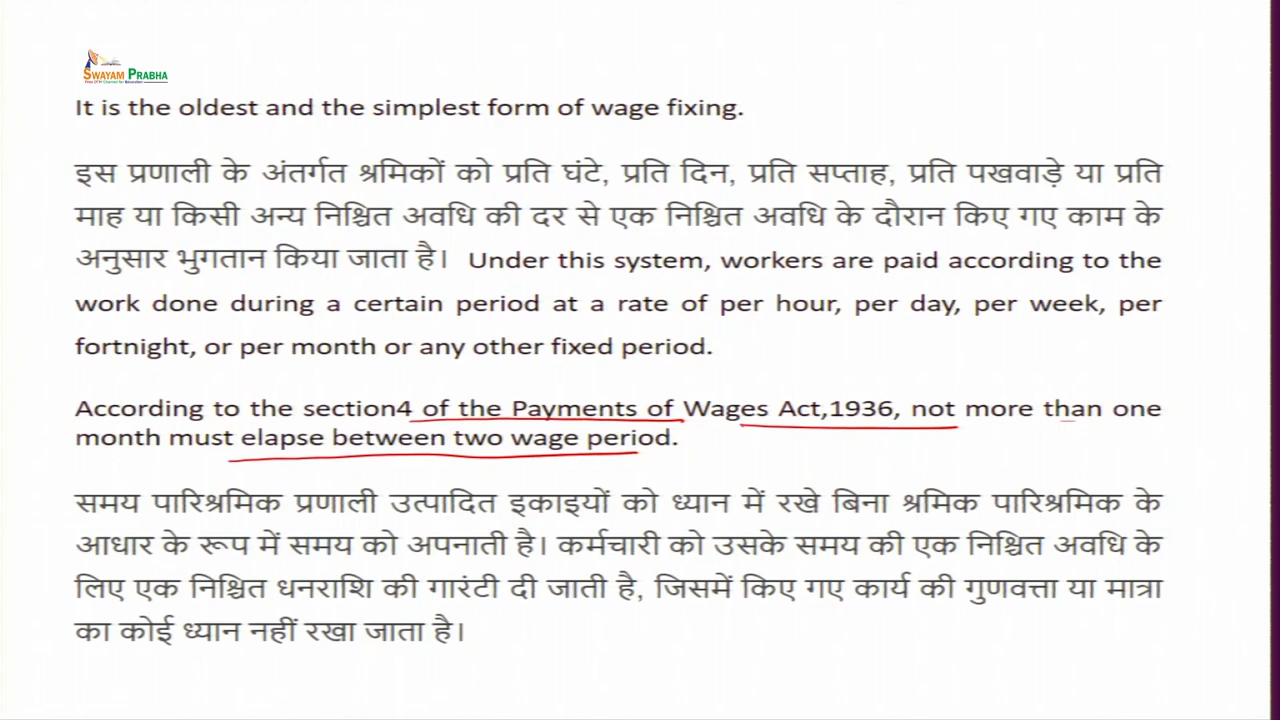 SWAYAM PRABHA
It is the oldest and the simplest form of wage fixing.
इस प्रणाली के अंतर्गत श्रमिकों को प्रति घंटे, प्रति दिन, प्रति सप्ताह, प्रति पखवाड़े या प्रति
माह या किसी अन्य निश्चित अवधि की दर से एक निश्चित अवधि के दौरान किए गए काम के
अनुसार भुगतान किया जाता है। Under this system, workers are paid according to the
work done during a certain period at a rate of per hour, per day, per week, per
fortnight, or per month or any other fixed period.
According to the section4 of the Payments of Wages Act,1936, not more than one
month must elapse between two wage period.
समय पारिश्रमिक प्रणाली उत्पादित इकाइयों को ध्यान में रखे बिना श्रमिक पारिश्रमिक के
आधार के रूप में समय को अपनाती है। कर्मचारी को उसके समय की एक निश्चित अवधि के
लिए एक निश्चित धनराशि की गारंटी दी जाती है, जिसमें किए गए कार्य की गुणवत्ता या मात्रा
का कोई ध्यान नहीं रखा जाता है।